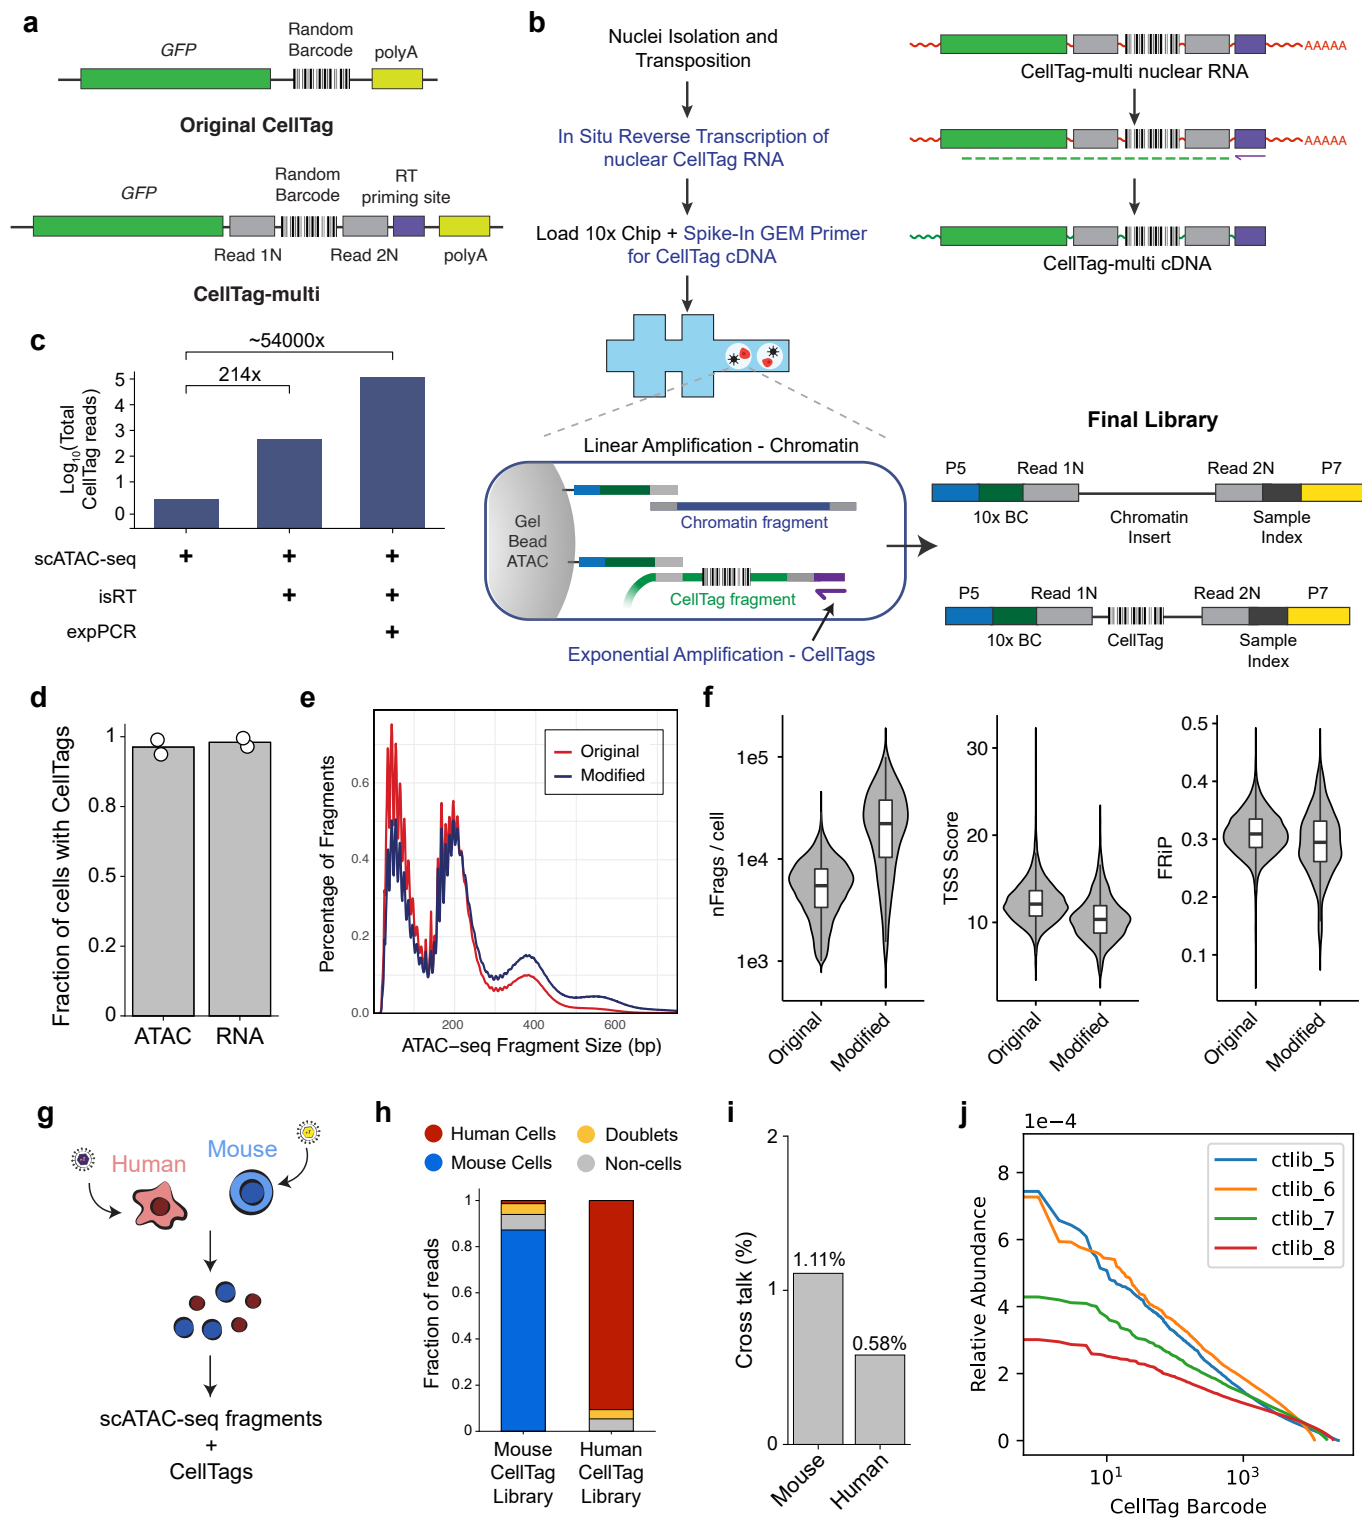 a
GFP
Random
Barcode
polyA
Original CellTag
GFP
Random
Barcode
RT
priming site
Read 1N
Read 2N
polyA
CellTag-multi
b
Nuclei Isolation and
Transposition
In Situ Reverse Transcription of
nuclear CellTag RNA
Load 10x Chip + Spike-In GEM Primer
for CellTag cDNA
AAAAA
CellTag-multi nuclear RNA
AAAAA
CellTag-multi cDNA
Linear Amplification - Chromatin
Gel
Bead
ATAC
Chromatin fragment
CellTag fragment
Exponential Amplification - CellTags
Final Library
P5
Read 1N
Read 2N
P7
10x BC
Chromatin
Insert
Sample
Index
P5
Read 1N
Read 2N
P7
10x BC
CellTag
Sample
Index
c
~54000x
214x
Log10(Total
CellTag reads)
5
4
3
2
1
0
scATAC-seq + + +
isRT + +
expPCR +
d
Fraction of cells with CellTags
1
0.8
0.5
0.2
0
ATAC
RNA
e
Percentage of Fragments
0.6
0.4
0.2
0.0
200
400
600
ATAC–seq Fragment Size (bp)
Original
Modified
f
nFrags / cell
1e5
1e4
1e3
Original
Modified
TSS Score
30
20
10
Original
Modified
FRiP
0.5
0.4
0.3
0.2
0.1
Original
Modified
g
Human
Mouse
scATAC-seq fragments
+
CellTags
h
Human Cells
Doublets
Mouse Cells
Non-cells
Fraction of reads
1
0.8
0.6
0.4
0.2
0
Mouse
CellTag
Library
Human
CellTag
Library
i
Cross talk (%)
2
1
0
1.11%
0.58%
Mouse
Human
j
1e−4
Relative Abundance
8
6
4
2
0
ctlib_5
ctlib_6
ctlib_7
ctlib_8
10¹
10³
CellTag Barcode